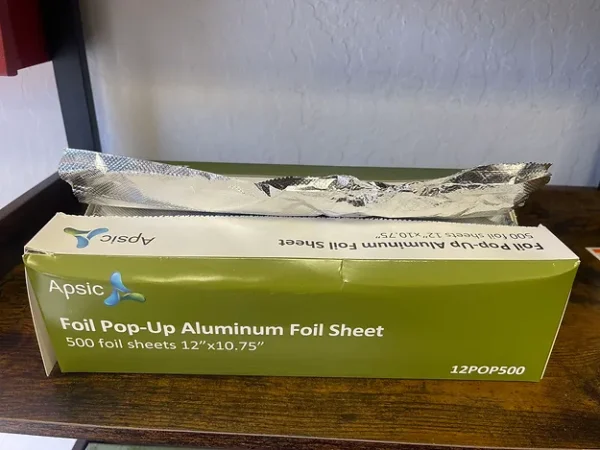 Apsic
Foil Pop-Up Aluminum Foil Sheet
500 foil sheets 12"x10.75"
Apsic
Foil Pop-Up Aluminum Foil Sheet
500 foil sheets 12”x10.75”
12POP500